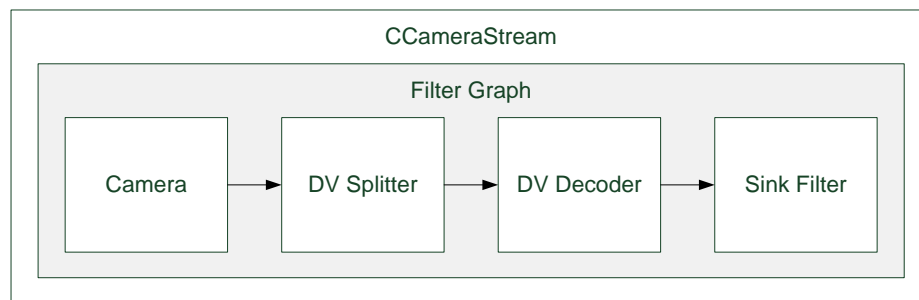 CCameraStream
Filter Graph
Camera
DV Splitter
DV Decoder
Sink Filter